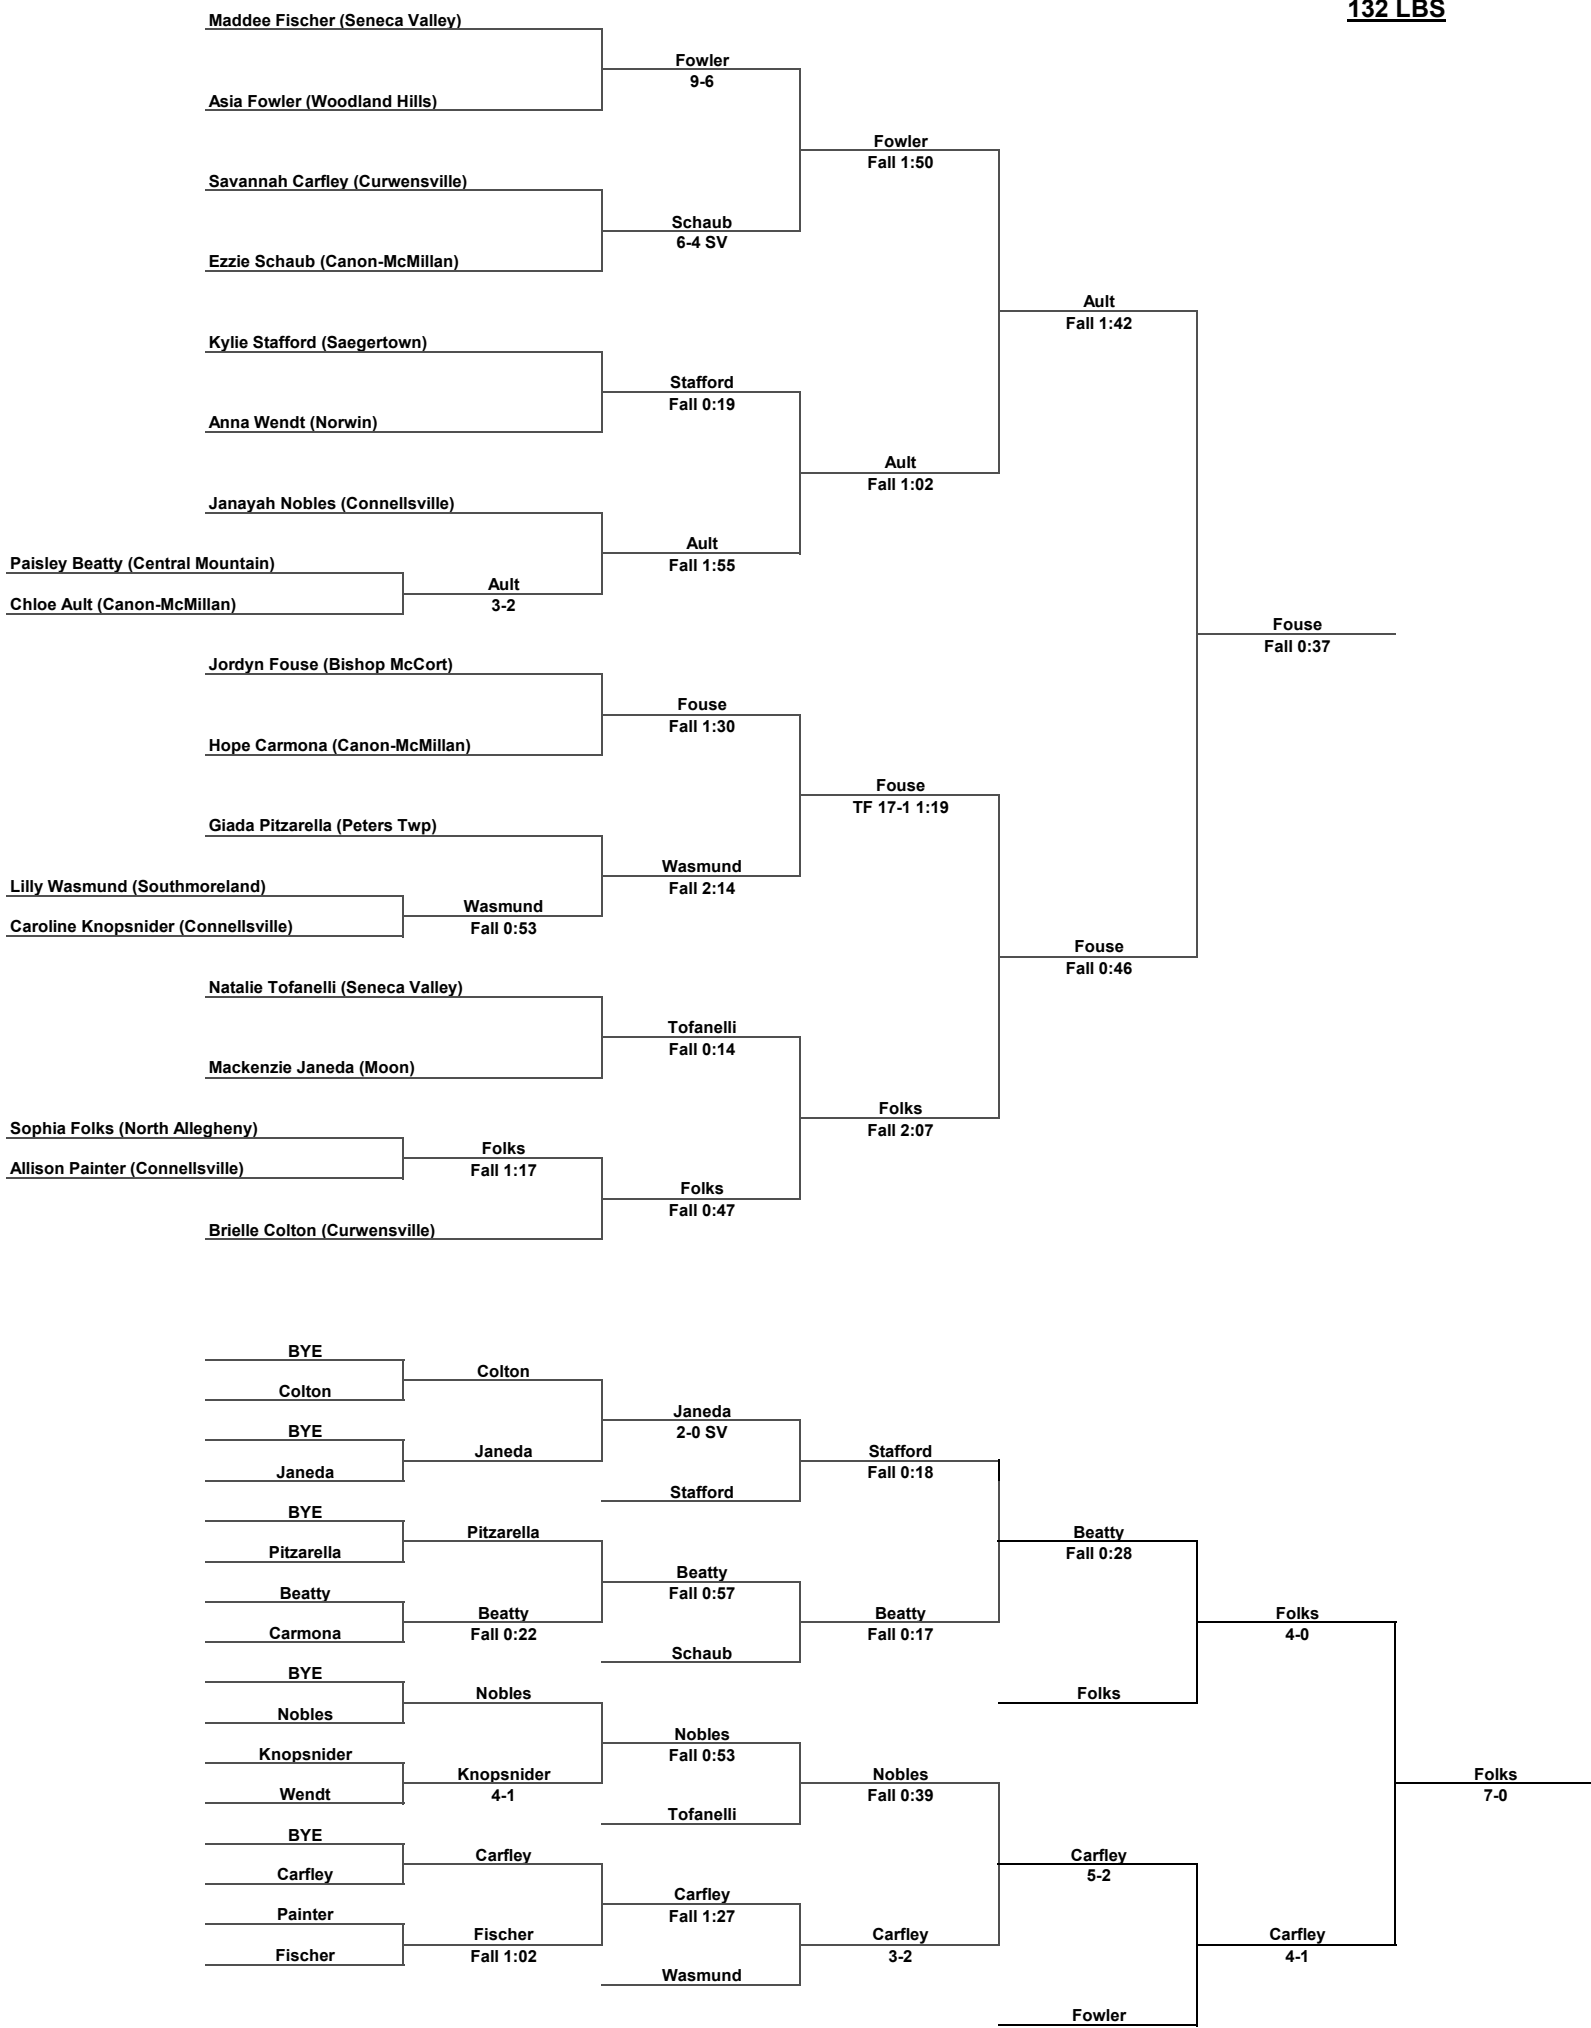 132 LBS
Maddee Fischer (Seneca Valley)
Fowler
9-6
Asia Fowler (Woodland Hills)
Fowler
Fall 1:50
Savannah Carfley (Curwensville)
Schaub
6-4 SV
Ezzie Schaub (Canon-McMillan)
Ault
Fall 1:42
Kylie Stafford (Saegertown)
Stafford
Fall 0:19
Anna Wendt (Norwin)
Ault
Fall 1:02
Janayah Nobles (Connellsville)
Ault
Fall 1:55
Paisley Beatty (Central Mountain)
Ault
3-2
Chloe Ault (Canon-McMillan)
Fouse
Fall 0:37
Jordyn Fouse (Bishop McCort)
Fouse
Fall 1:30
Hope Carmona (Canon-McMillan)
Fouse
TF 17-1 1:19
Giada Pitzarella (Peters Twp)
Wasmund
Fall 2:14
Lilly Wasmund (Southmoreland)
Wasmund
Fall 0:53
Caroline Knopsnider (Connellsville)
Fouse
Fall 0:46
Natalie Tofanelli (Seneca Valley)
Tofanelli
Fall 0:14
Mackenzie Janeda (Moon)
Folks
Fall 2:07
Sophia Folks (North Allegheny)
Folks
Fall 1:17
Allison Painter (Connellsville)
Folks
Fall 0:47
Brielle Colton (Curwensville)
BYE
Colton
Colton
Janeda
2-0 SV
BYE
Janeda
Janeda
Stafford
Fall 0:18
Stafford
BYE
Pitzarella
Pitzarella
Beatty
Fall 0:28
Beatty
Fall 0:57
Beatty
Beatty
Fall 0:22
Carmona
Beatty
Fall 0:17
Schaub
Folks
4-0
BYE
Nobles
Nobles
Folks
Nobles
Fall 0:53
Knopsnider
Knopsnider
4-1
Wendt
Nobles
Fall 0:39
Tofanelli
Folks
7-0
BYE
Carfley
Carfley
Carfley
5-2
Carfley
Fall 1:27
Painter
Fischer
Fall 1:02
Fischer
Carfley
3-2
Wasmund
Carfley
4-1
Fowler